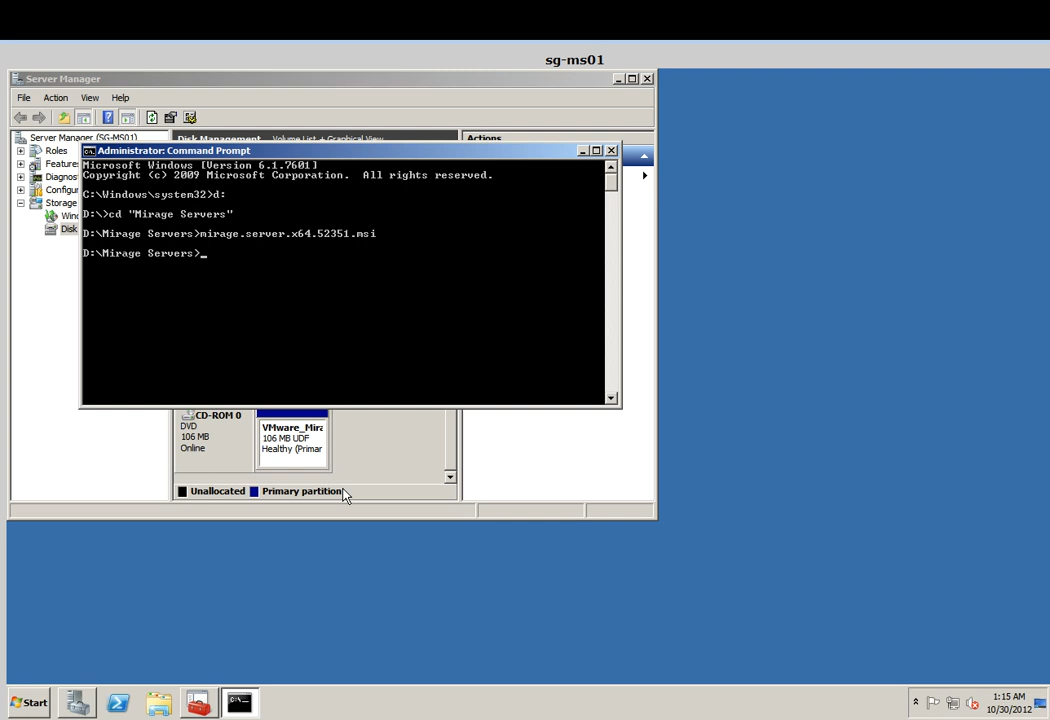 sg-ms01
Server Manager
File Action View Help
Server Manager (SG-MS01)
Disk Management Volume List + Graphical View
Actions
Roles
Features
Diagnos
Configu
Storage
Wind
Disk
Administrator: Command Prompt
Microsoft Windows [Version 6.1.7601]
Copyright (c) 2009 Microsoft Corporation. All rights reserved.
C:\Windows\system32>d:
D:\>cd "Mirage Servers"
D:\Mirage Servers>mirage.server.x64.52351.msi
D:\Mirage Servers>_
CD-ROM 0
DVD
106 MB
Online
VMware_Mira
106 MB UDF
Healthy (Primar
Unallocated Primary partition
Start
C:\_
1:15 AM
10/30/2012